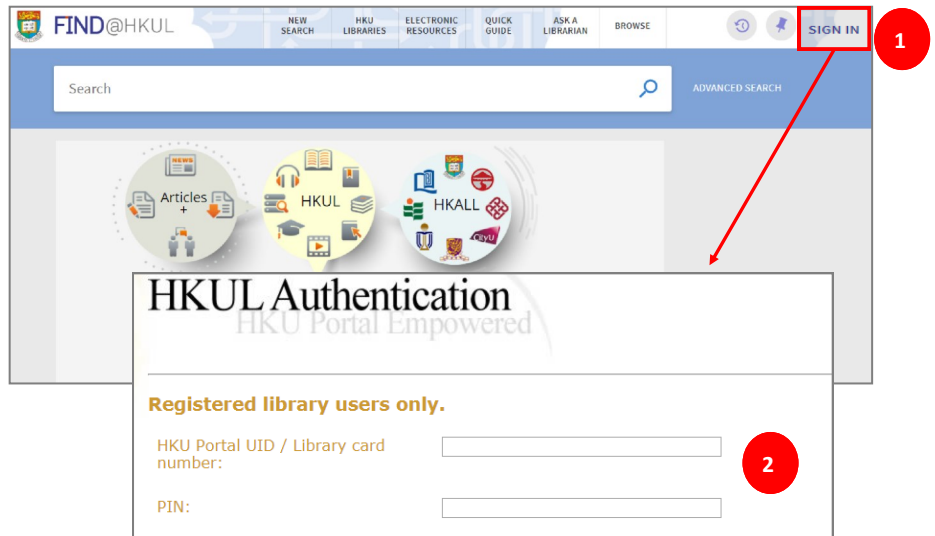 FIND@HKUL
NEW
SEARCH
HKU
LIBRARIES
ELECTRONIC
RESOURCES
QUICK
GUIDE
ASK A
LIBRARIAN
BROWSE
SIGN IN
1
Search
ADVANCED SEARCH
NEWS
Articles
+
HKUL
HKALL
CityU
HKUL Authentication
HKU Portal Empowered
Registered library users only.
HKU Portal UID / Library card
number:
2
PIN: